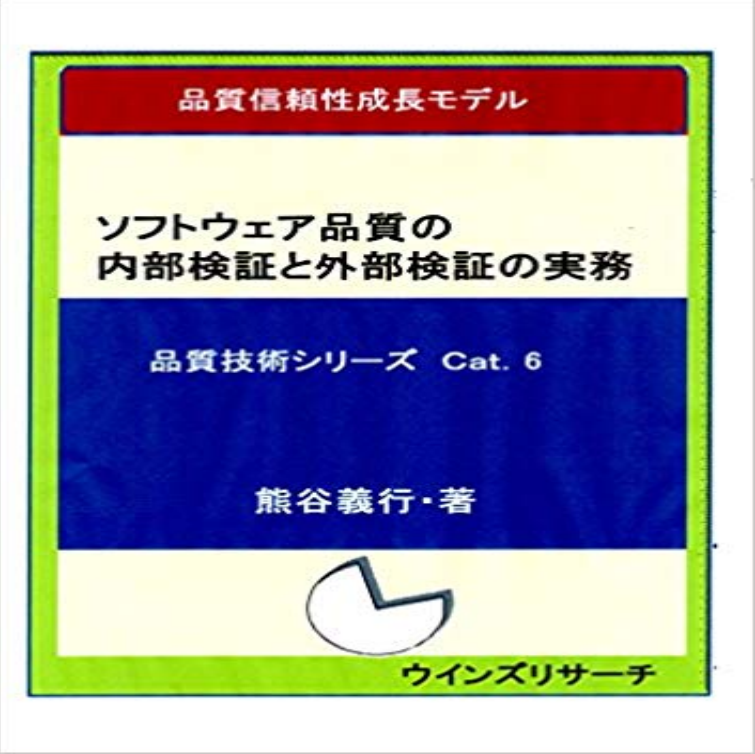 品質信頼性成長モデル
ソフトウェア品質の
内部検証と外部検証の実務
品質技術シリーズ Cat. 6
熊谷義行・著
ウインズリサーチ